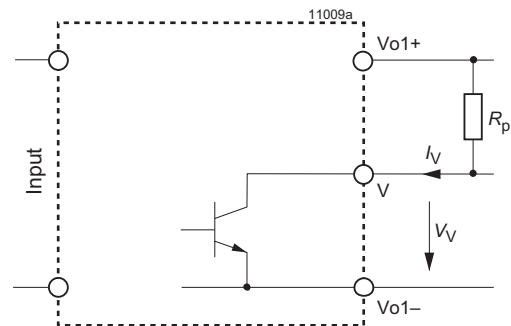 11009a
Vo1+
Rp
Input
IV
V
VV
Vo1–